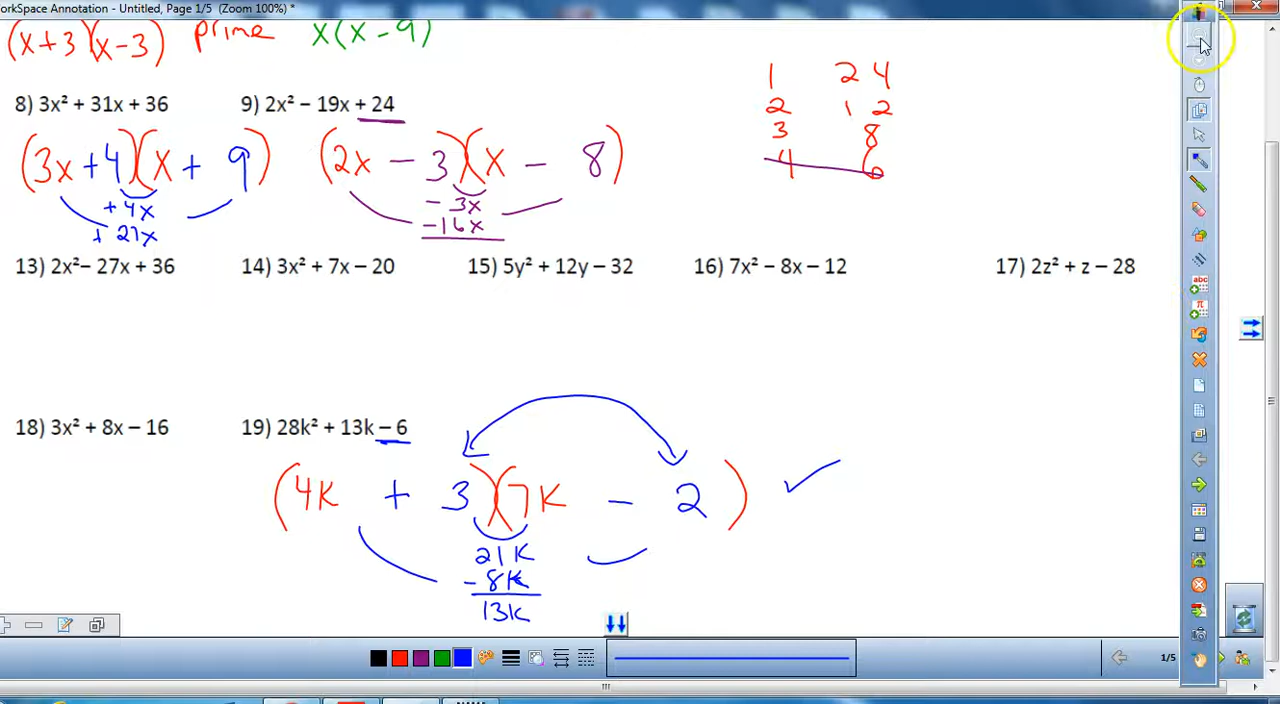 orkSpace Annotation - Untitled, Page 1/5 (Zoom 100%) *
(x+3)(x-3) prime x(x-9)
1 24
2 12
3 8
4 6
8) 3x² + 31x + 36 9) 2x² – 19x + 24
(3x+4)(x + 9) (2x - 3)(x - 8)
+4x - 3x
+ 27x -16x
13) 2x²– 27x + 36 14) 3x² + 7x – 20 15) 5y² + 12y – 32 16) 7x² – 8x – 12 17) 2z² + z – 28
18) 3x² + 8x – 16 19) 28k² + 13k – 6
(4K + 3)(7K - 2) ✓
21K
-8K
13K
abc
π
1/5